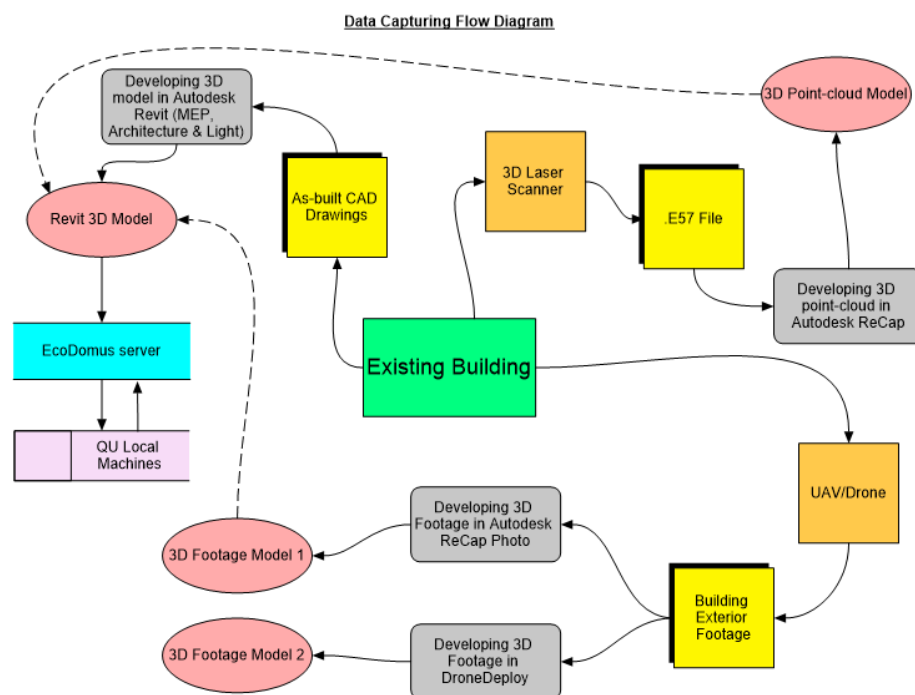 Data Capturing Flow Diagram
Developing 3D
model in Autodesk
Revit (MEP,
Architecture & Light)
3D Point-cloud Model
As-built CAD
Drawings
3D Laser
Scanner
.E57 File
Revit 3D Model
Developing 3D
point-cloud in
Autodesk ReCap
EcoDomus server
Existing Building
QU Local
Machines
UAV/Drone
Developing 3D
Footage in Autodesk
ReCap Photo
3D Footage Model 1
Building
Exterior
Footage
3D Footage Model 2
Developing 3D
Footage in
DroneDeploy